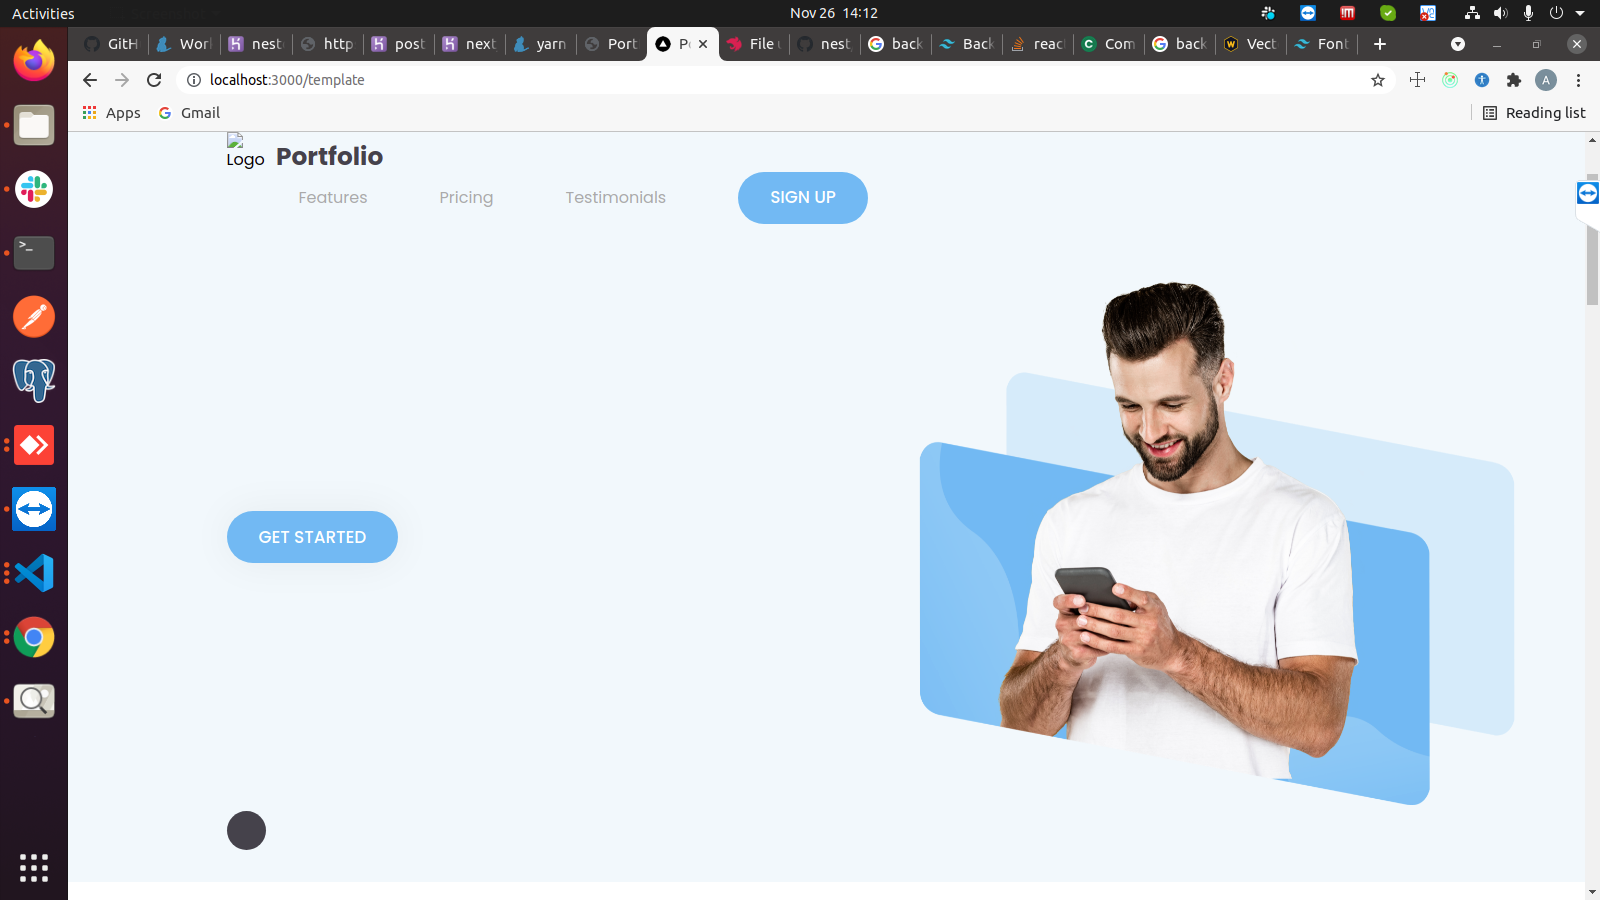 Activities
Nov 26 14:12
GitH
Worl
nest
http
post
next
yarn
Port
Po
File u
nest
back
Back
reac
Com
back
Vect
Font
localhost:3000/template
A
Apps
Gmail
Reading list
Logo
Portfolio
Features
Pricing
Testimonials
SIGN UP
GET STARTED